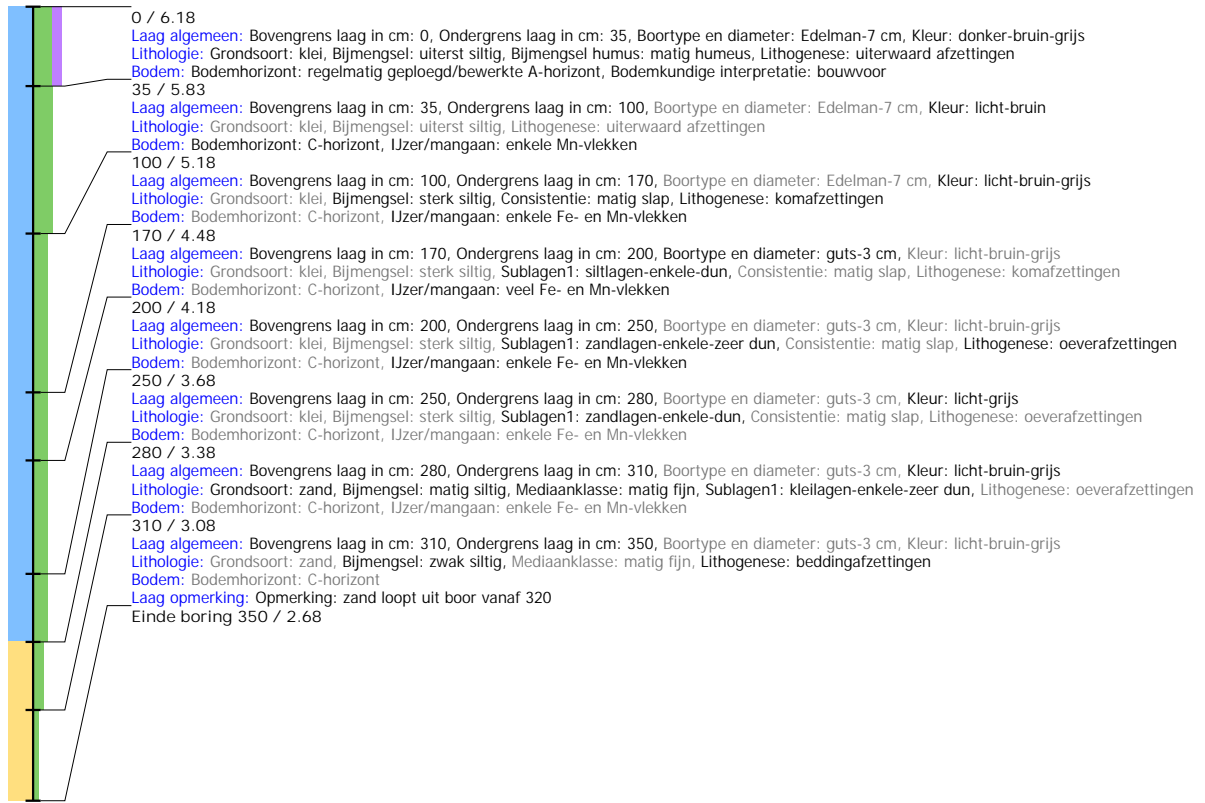 0 / 6.18
Laag algemeen: Bovengrens laag in cm: 0, Ondergrens laag in cm: 35, Boortype en diameter: Edelman-7 cm, Kleur: donker-bruin-grijs
Lithologie: Grondsoort: klei, Bijmengsel: uiterst siltig, Bijmengsel humus: matig humeus, Lithogenese: uiterwaard afzettingen
Bodem: Bodemhorizont: regelmatig geploegd/bewerkte A-horizont, Bodemkundige interpretatie: bouwvoor
35 / 5.83
Laag algemeen: Bovengrens laag in cm: 35, Ondergrens laag in cm: 100, Boortype en diameter: Edelman-7 cm, Kleur: licht-bruin
Lithologie: Grondsoort: klei, Bijmengsel: uiterst siltig, Lithogenese: uiterwaard afzettingen
Bodem: Bodemhorizont: C-horizont, IJzer/mangaan: enkele Mn-vlekken
100 / 5.18
Laag algemeen: Bovengrens laag in cm: 100, Ondergrens laag in cm: 170, Boortype en diameter: Edelman-7 cm, Kleur: licht-bruin-grijs
Lithologie: Grondsoort: klei, Bijmengsel: sterk siltig, Consistentie: matig slap, Lithogenese: komafzettingen
Bodem: Bodemhorizont: C-horizont, IJzer/mangaan: enkele Fe- en Mn-vlekken
170 / 4.48
Laag algemeen: Bovengrens laag in cm: 170, Ondergrens laag in cm: 200, Boortype en diameter: guts-3 cm, Kleur: licht-bruin-grijs
Lithologie: Grondsoort: klei, Bijmengsel: sterk siltig, Sublagen1: siltlagen-enkele-dun, Consistentie: matig slap, Lithogenese: komafzettingen
Bodem: Bodemhorizont: C-horizont, IJzer/mangaan: veel Fe- en Mn-vlekken
200 / 4.18
Laag algemeen: Bovengrens laag in cm: 200, Ondergrens laag in cm: 250, Boortype en diameter: guts-3 cm, Kleur: licht-bruin-grijs
Lithologie: Grondsoort: klei, Bijmengsel: sterk siltig, Sublagen1: zandlagen-enkele-zeer dun, Consistentie: matig slap, Lithogenese: oeverafzettingen
Bodem: Bodemhorizont: C-horizont, IJzer/mangaan: enkele Fe- en Mn-vlekken
250 / 3.68
Laag algemeen: Bovengrens laag in cm: 250, Ondergrens laag in cm: 280, Boortype en diameter: guts-3 cm, Kleur: licht-grijs
Lithologie: Grondsoort: klei, Bijmengsel: sterk siltig, Sublagen1: zandlagen-enkele-dun, Consistentie: matig slap, Lithogenese: oeverafzettingen
Bodem: Bodemhorizont: C-horizont, IJzer/mangaan: enkele Fe- en Mn-vlekken
280 / 3.38
Laag algemeen: Bovengrens laag in cm: 280, Ondergrens laag in cm: 310, Boortype en diameter: guts-3 cm, Kleur: licht-bruin-grijs
Lithologie: Grondsoort: zand, Bijmengsel: matig siltig, Mediaanklasse: matig fijn, Sublagen1: kleilagen-enkele-zeer dun, Lithogenese: oeverafzettingen
Bodem: Bodemhorizont: C-horizont, IJzer/mangaan: enkele Fe- en Mn-vlekken
310 / 3.08
Laag algemeen: Bovengrens laag in cm: 310, Ondergrens laag in cm: 350, Boortype en diameter: guts-3 cm, Kleur: licht-bruin-grijs
Lithologie: Grondsoort: zand, Bijmengsel: zwak siltig, Mediaanklasse: matig fijn, Lithogenese: beddingafzettingen
Bodem: Bodemhorizont: C-horizont
Laag opmerking: Opmerking: zand loopt uit boor vanaf 320
Einde boring 350 / 2.68